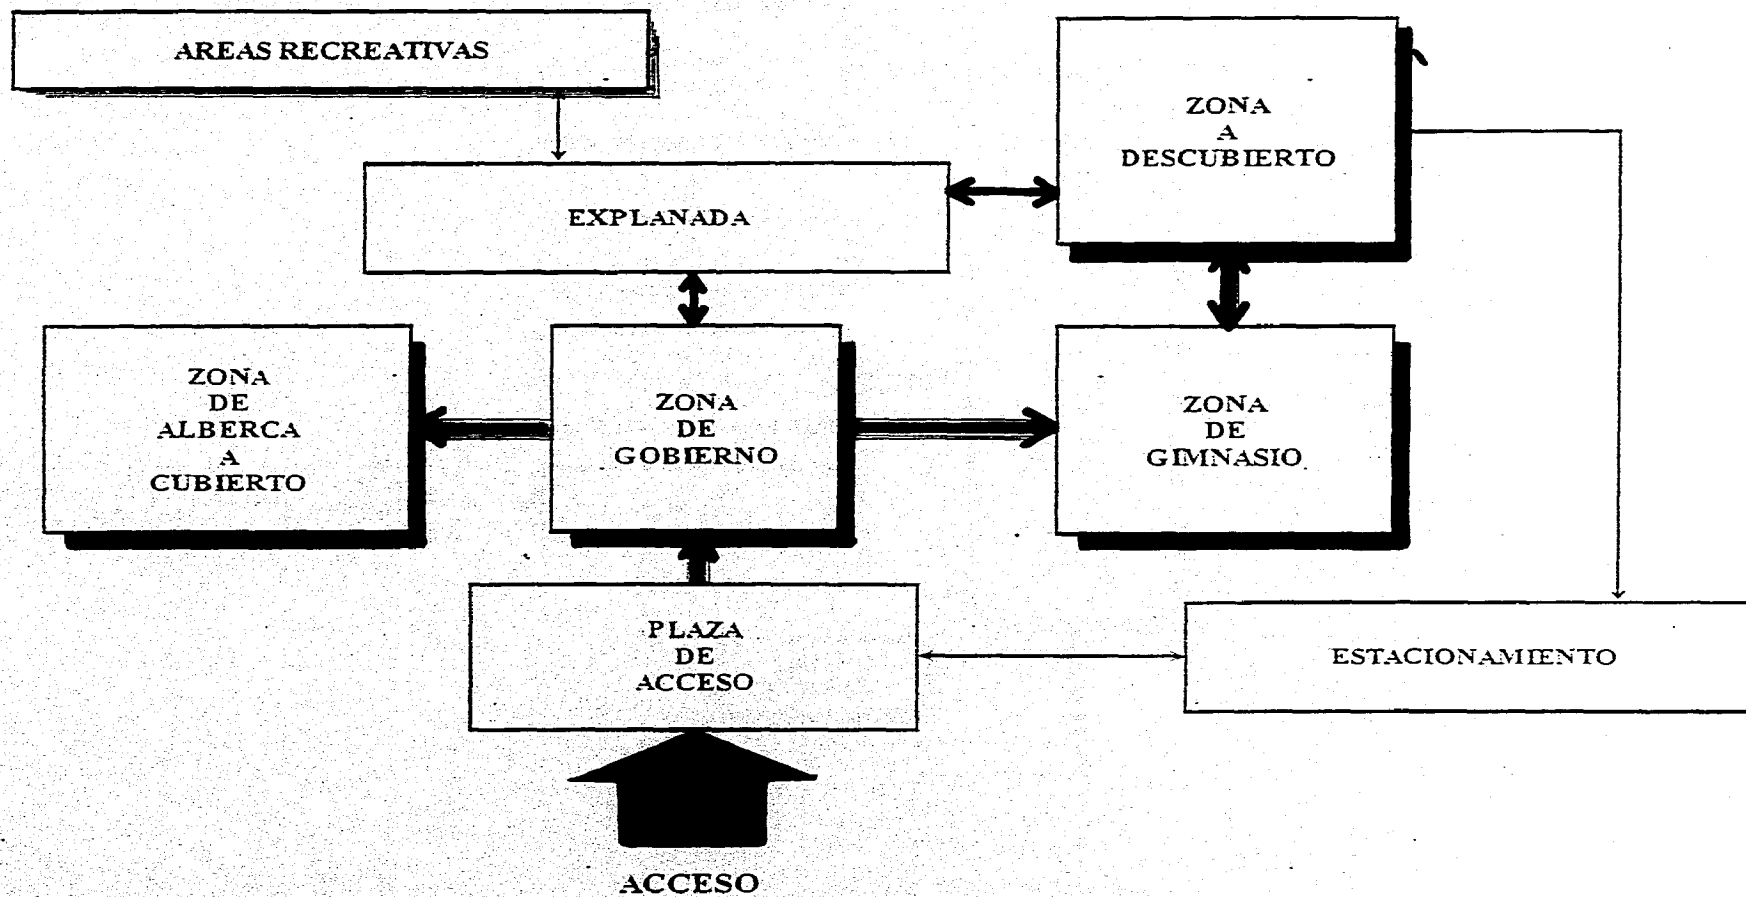 AREAS RECREATIVAS
ZONA
A
DESCUBIERTO
EXPLANADA
ZONA
DE
ALBERCA
A
CUBIERTO
ZONA
DE
GOBIERNO
ZONA
DE
GIMNASIO
PLAZA
DE
ACCESO
ESTACIONAMIENTO
ACCESO